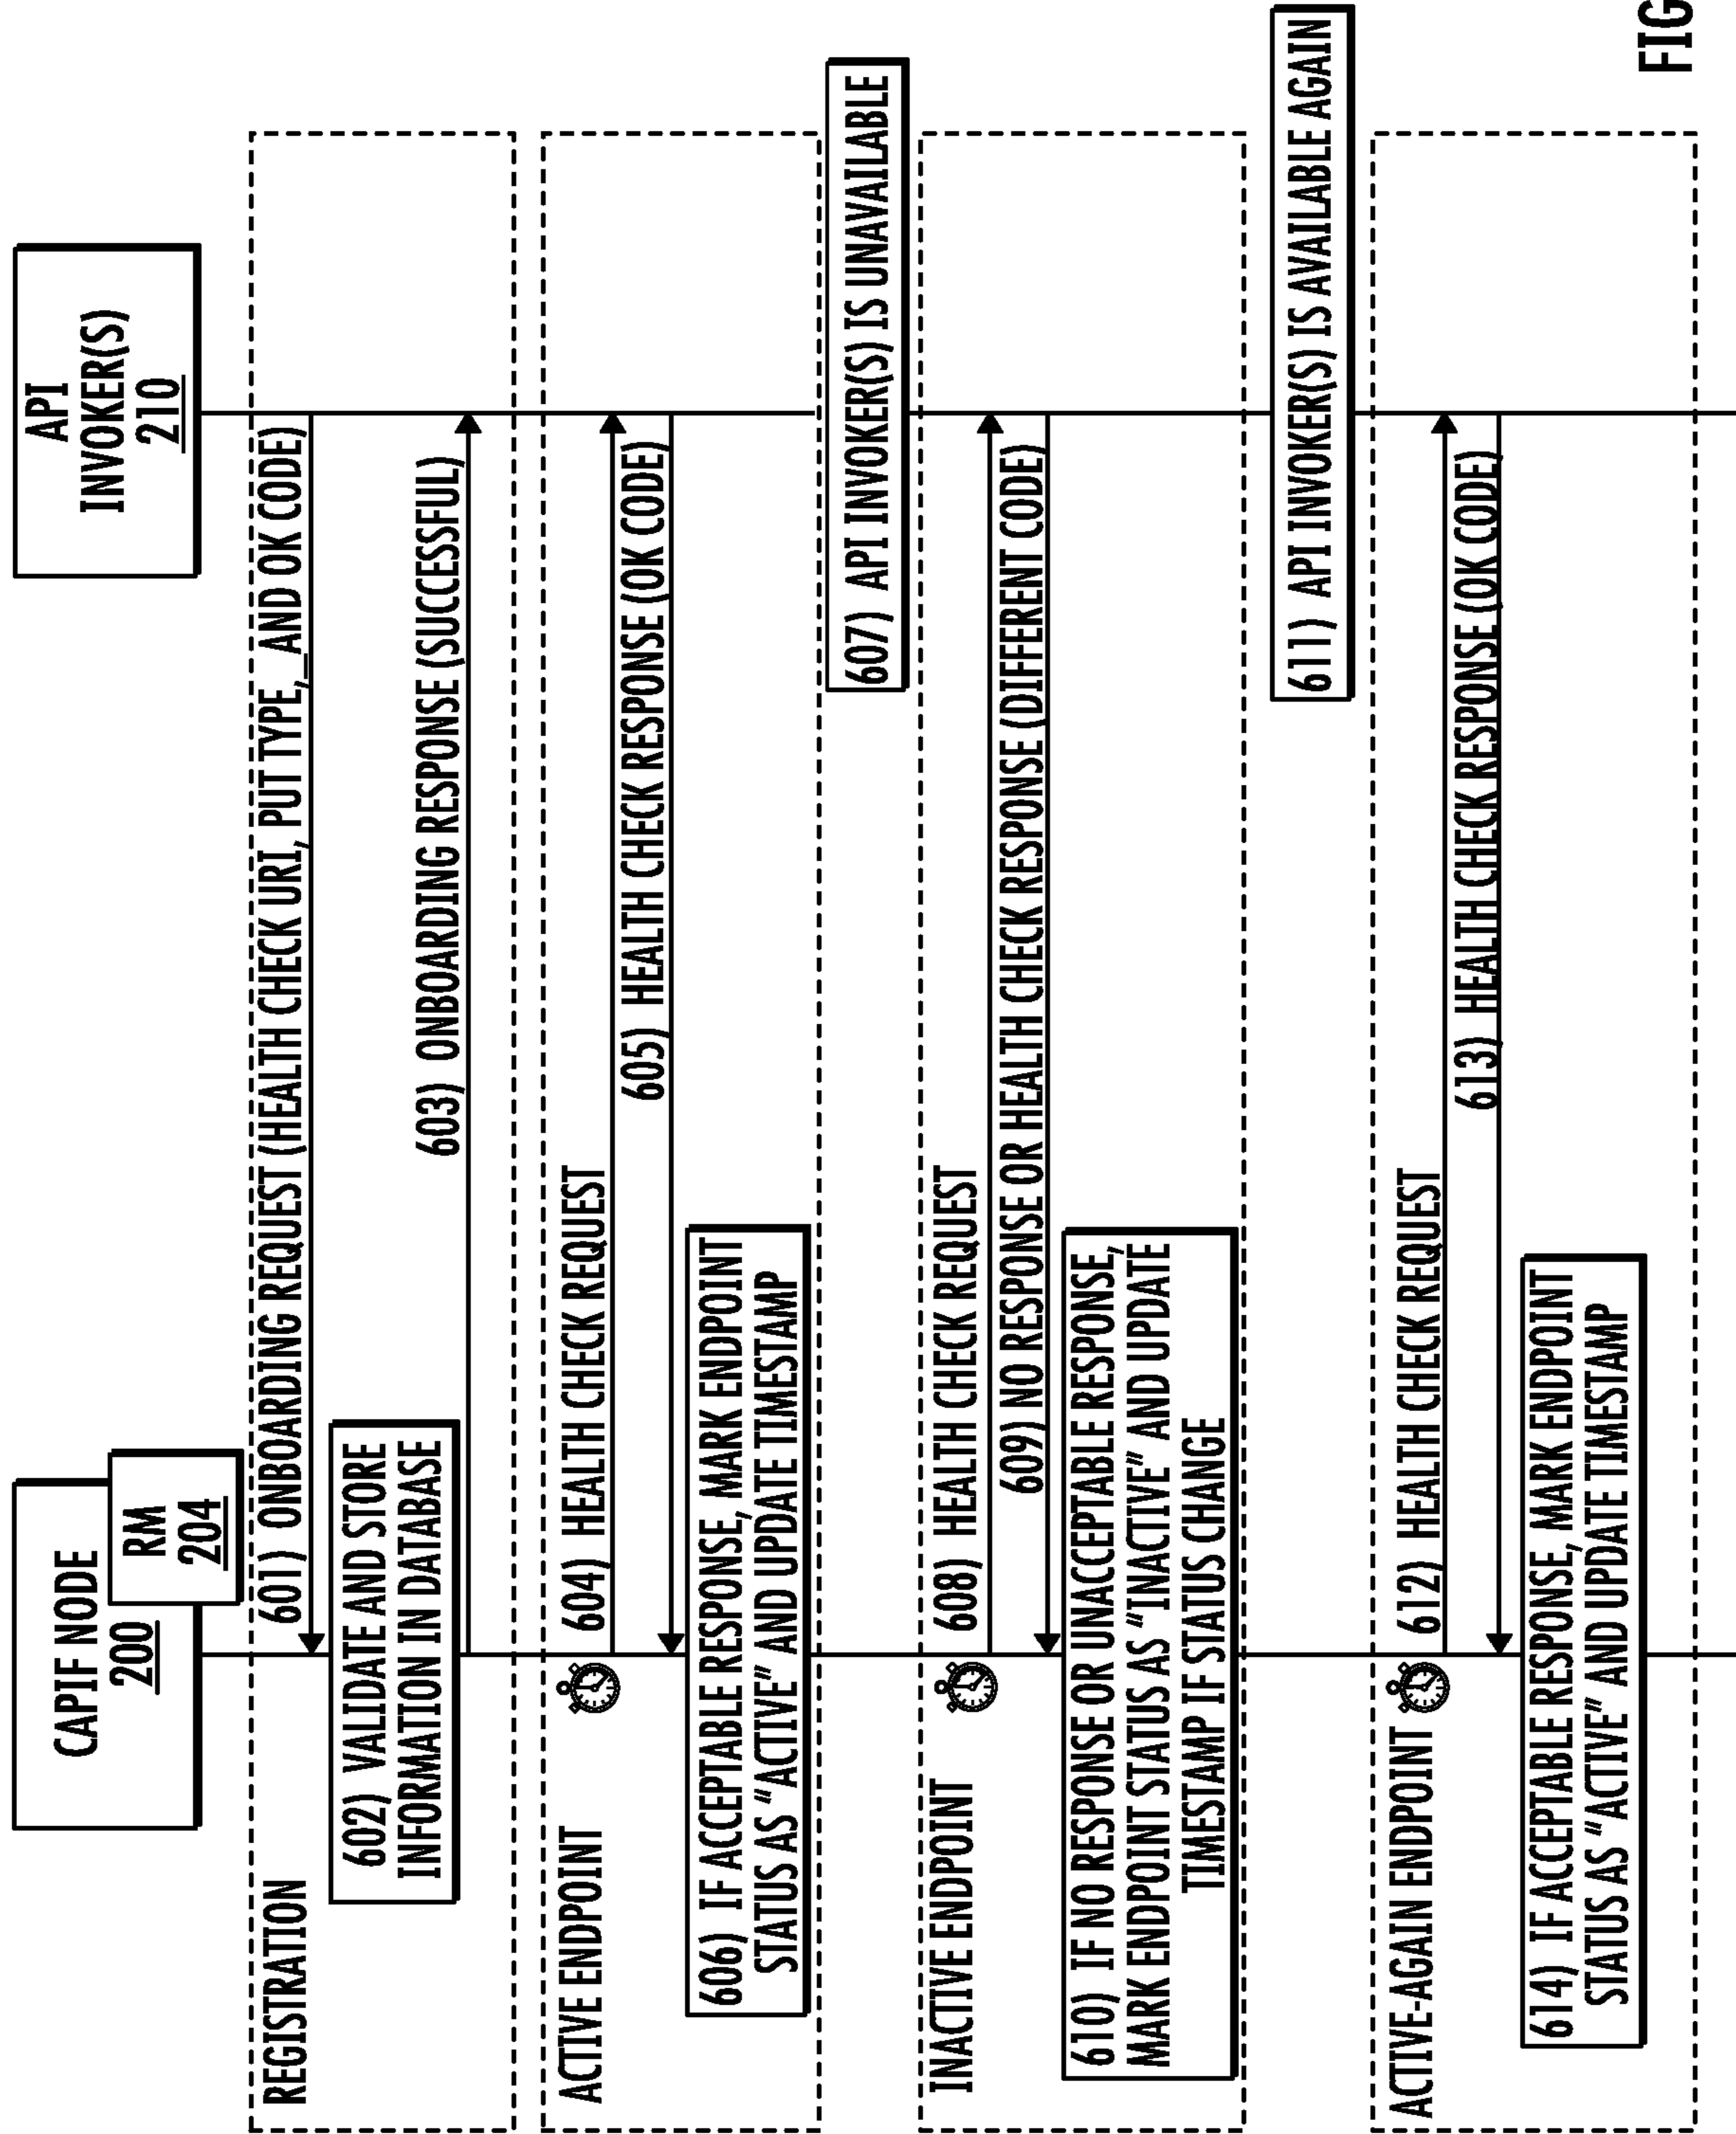 CAPIF NODE
200
RM
204
API
INVOKER(S)
210
REGISTRATION
601) ONBOARDING REQUEST (HEALTH CHECK URI, PUT TYPE, AND OK CODE)
602) VALIDATE AND STORE
INFORMATION IN DATABASE
603) ONBOARDING RESPONSE (SUCCESSFUL)
ACTIVE ENDPOINT
604) HEALTH CHECK REQUEST
605) HEALTH CHECK RESPONSE (OK CODE)
606) IF ACCEPTABLE RESPONSE, MARK ENDPOINT
STATUS AS "ACTIVE" AND UPDATE TIMESTAMP
607) API INVOKER(S) IS UNAVAILABLE
INACTIVE ENDPOINT
608) HEALTH CHECK REQUEST
609) NO RESPONSE OR HEALTH CHECK RESPONSE (DIFFERENT CODE)
610) IF NO RESPONSE OR UNACCEPTABLE RESPONSE,
MARK ENDPOINT STATUS AS "INACTIVE" AND UPDATE
TIMESTAMP IF STATUS CHANGE
611) API INVOKER(S) IS AVAILABLE AGAIN
ACTIVE-AGAIN ENDPOINT
612) HEALTH CHECK REQUEST
613) HEALTH CHECK RESPONSE (OK CODE)
614) IF ACCEPTABLE RESPONSE, MARK ENDPOINT
STATUS AS "ACTIVE" AND UPDATE TIMESTAMP
FIG